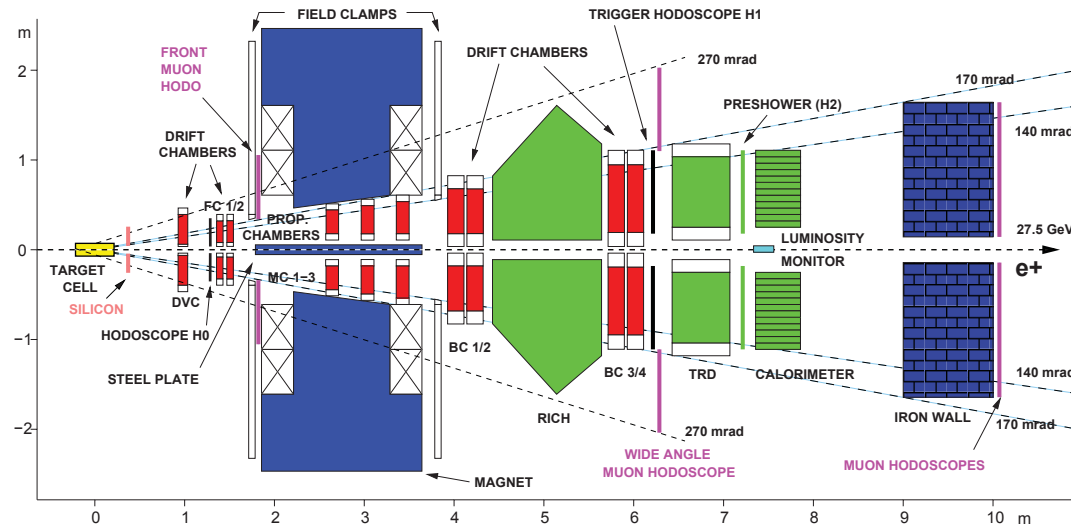 m
2
1
0
−1
−2
FIELD CLAMPS
TRIGGER HODOSCOPE H1
FRONT
MUON
HODO
DRIFT CHAMBERS
270 mrad
170 mrad
PRESHOWER (H2)
140 mrad
DRIFT
CHAMBERS
FC 1/2
PROP.
CHAMBERS
27.5 GeV
LUMINOSITY
MONITOR
e+
TARGET
CELL
SILICON
DVC
MC 1−3
HODOSCOPE H0
STEEL PLATE
BC 1/2
BC 3/4
TRD
CALORIMETER
140 mrad
RICH
IRON WALL
170 mrad
270 mrad
WIDE ANGLE
MUON HODOSCOPE
MUON HODOSCOPES
MAGNET
0 1 2 3 4 5 6 7 8 9 10 m